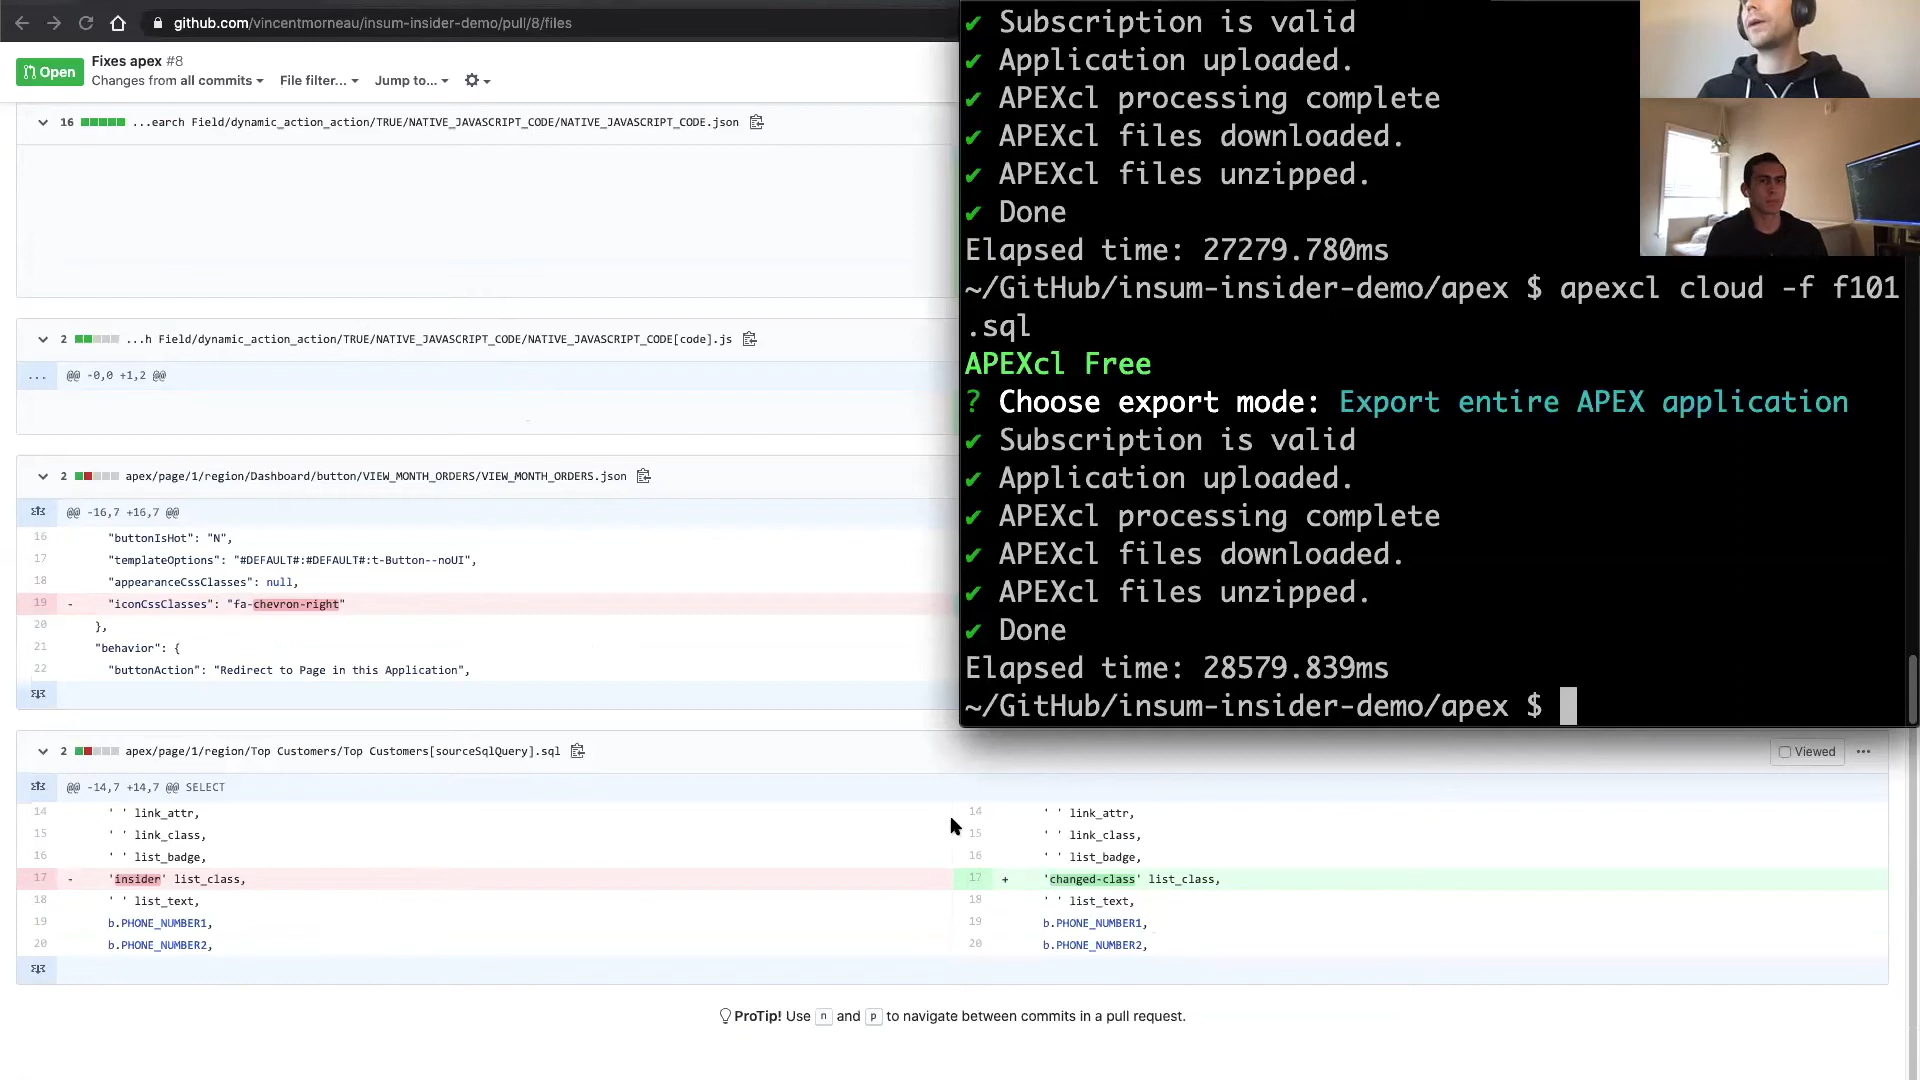 github.com/vincentmorneau/insum-insider-demo/pull/8/files
Open
Fixes apex #8
Changes from all commits
File filter...
Jump to...
16 ...earch Field/dynamic_action_action/TRUE/NATIVE_JAVASCRIPT_CODE/NATIVE_JAVASCRIPT_CODE.json
2 ...h Field/dynamic_action_action/TRUE/NATIVE_JAVASCRIPT_CODE/NATIVE_JAVASCRIPT_CODE[code].js
... @@ -0,0 +1,2 @@
2 apex/page/1/region/Dashboard/button/VIEW_MONTH_ORDERS/VIEW_MONTH_ORDERS.json
@@ -16,7 +16,7 @@
16 "buttonIsHot": "N",
17 "templateOptions": "#DEFAULT#:#DEFAULT#:t-Button--noUI",
18 "appearanceCssClasses": null,
19 - "iconCssClasses": "fa-chevron-right"
20 },
21 "behavior": {
22 "buttonAction": "Redirect to Page in this Application",
✔ Subscription is valid
✔ Application uploaded.
✔ APEXcl processing complete
✔ APEXcl files downloaded.
✔ APEXcl files unzipped.
✔ Done
Elapsed time: 27279.780ms
~/GitHub/insum-insider-demo/apex $ apexcl cloud -f f101
.sql
APEXcl Free
? Choose export mode: Export entire APEX application
✔ Subscription is valid
✔ Application uploaded.
✔ APEXcl processing complete
✔ APEXcl files downloaded.
✔ APEXcl files unzipped.
✔ Done
Elapsed time: 28579.839ms
~/GitHub/insum-insider-demo/apex $
2 apex/page/1/region/Top Customers/Top Customers[sourceSqlQuery].sql
Viewed ...
@@ -14,7 +14,7 @@ SELECT
14 ' ' link_attr,
15 ' ' link_class,
16 ' ' list_badge,
17 - 'insider' list_class,
18 ' ' list_text,
19 b.PHONE_NUMBER1,
20 b.PHONE_NUMBER2,
14 ' ' link_attr,
15 ' ' link_class,
16 ' ' list_badge,
17 + 'changed-class' list_class,
18 ' ' list_text,
19 b.PHONE_NUMBER1,
20 b.PHONE_NUMBER2,
ProTip! Use n and p to navigate between commits in a pull request.